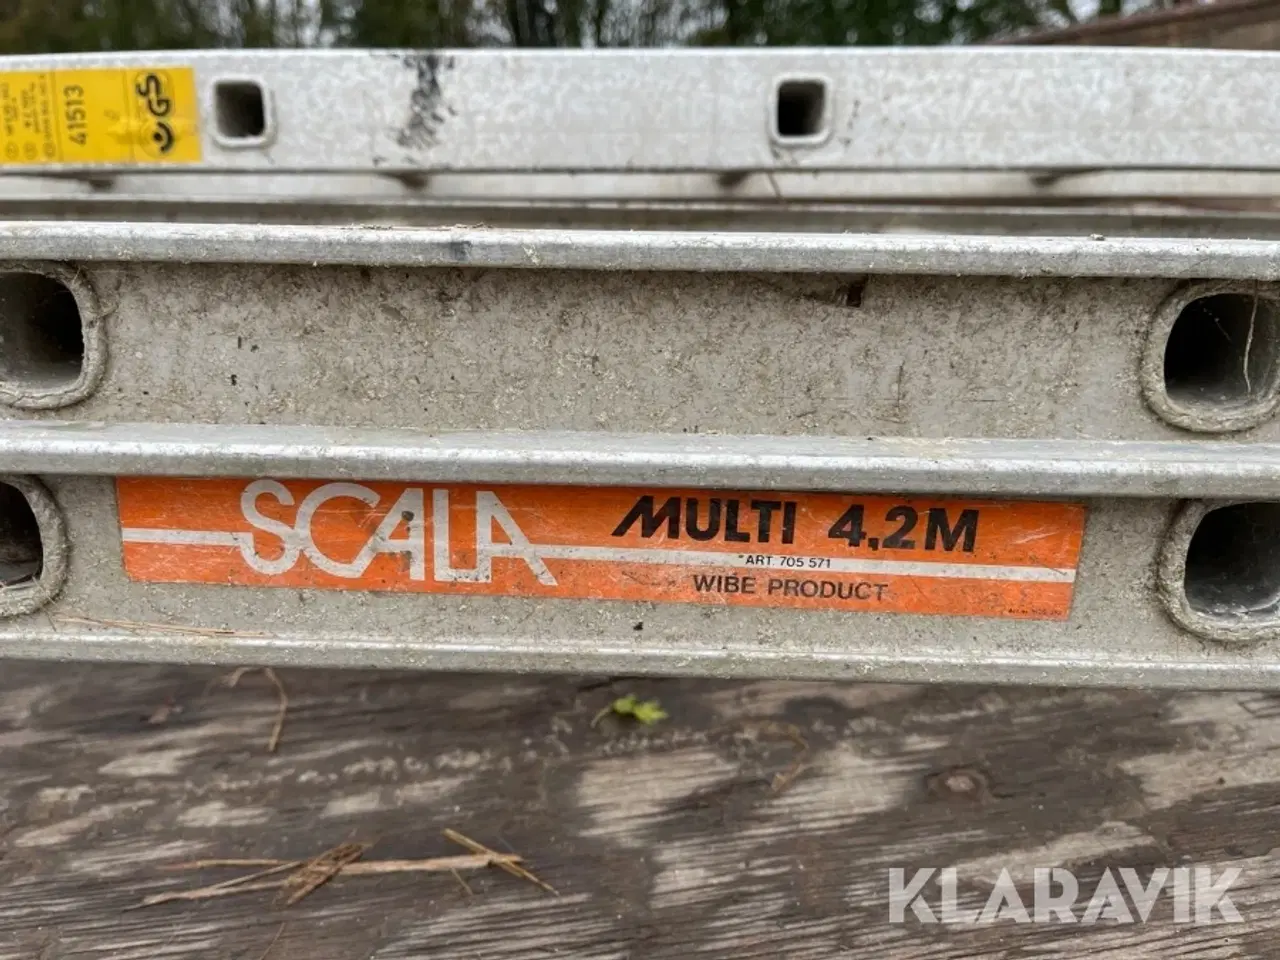 41513
GS
SCALA
MULTI 4,2M
ART. 705 571
WIBE PRODUCT
KLARAVIK